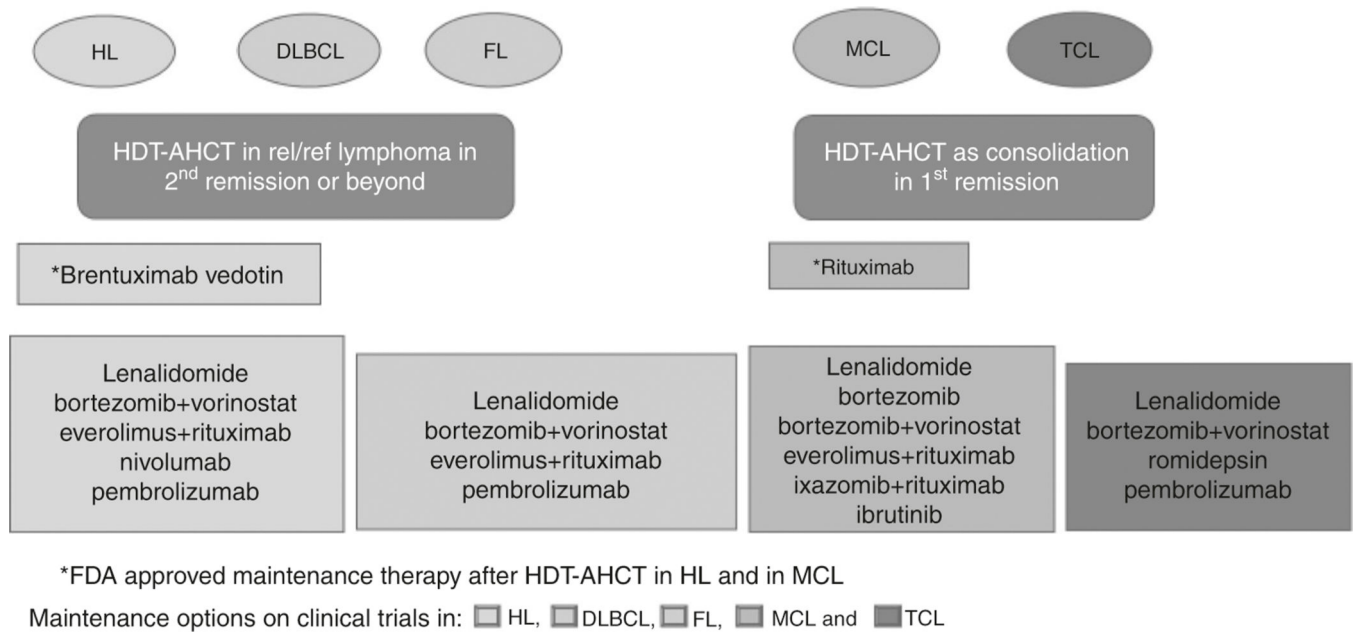 HL
DLBCL
FL
MCL
TCL
HDT-AHCT in rel/ref lymphoma in
2nd remission or beyond
HDT-AHCT as consolidation
in 1st remission
*Brentuximab vedotin
*Rituximab
Lenalidomide
bortezomib+vorinostat
everolimus+rituximab
nivolumab
pembrolizumab
Lenalidomide
bortezomib+vorinostat
everolimus+rituximab
pembrolizumab
Lenalidomide
bortezomib
bortezomib+vorinostat
everolimus+rituximab
ixazomib+rituximab
ibrutinib
Lenalidomide
bortezomib+vorinostat
romidepsin
pembrolizumab
*FDA approved maintenance therapy after HDT-AHCT in HL and in MCL
Maintenance options on clinical trials in: HL, DLBCL, FL, MCL and TCL